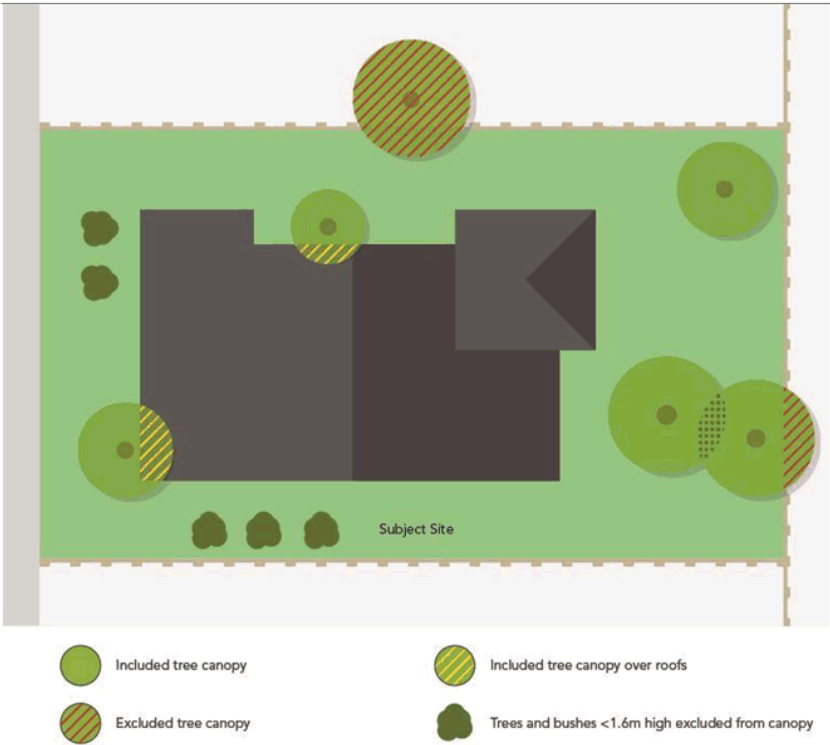 Subject Site
Included tree canopy
Included tree canopy over roofs
Excluded tree canopy
Trees and bushes <1.6m high excluded from canopy